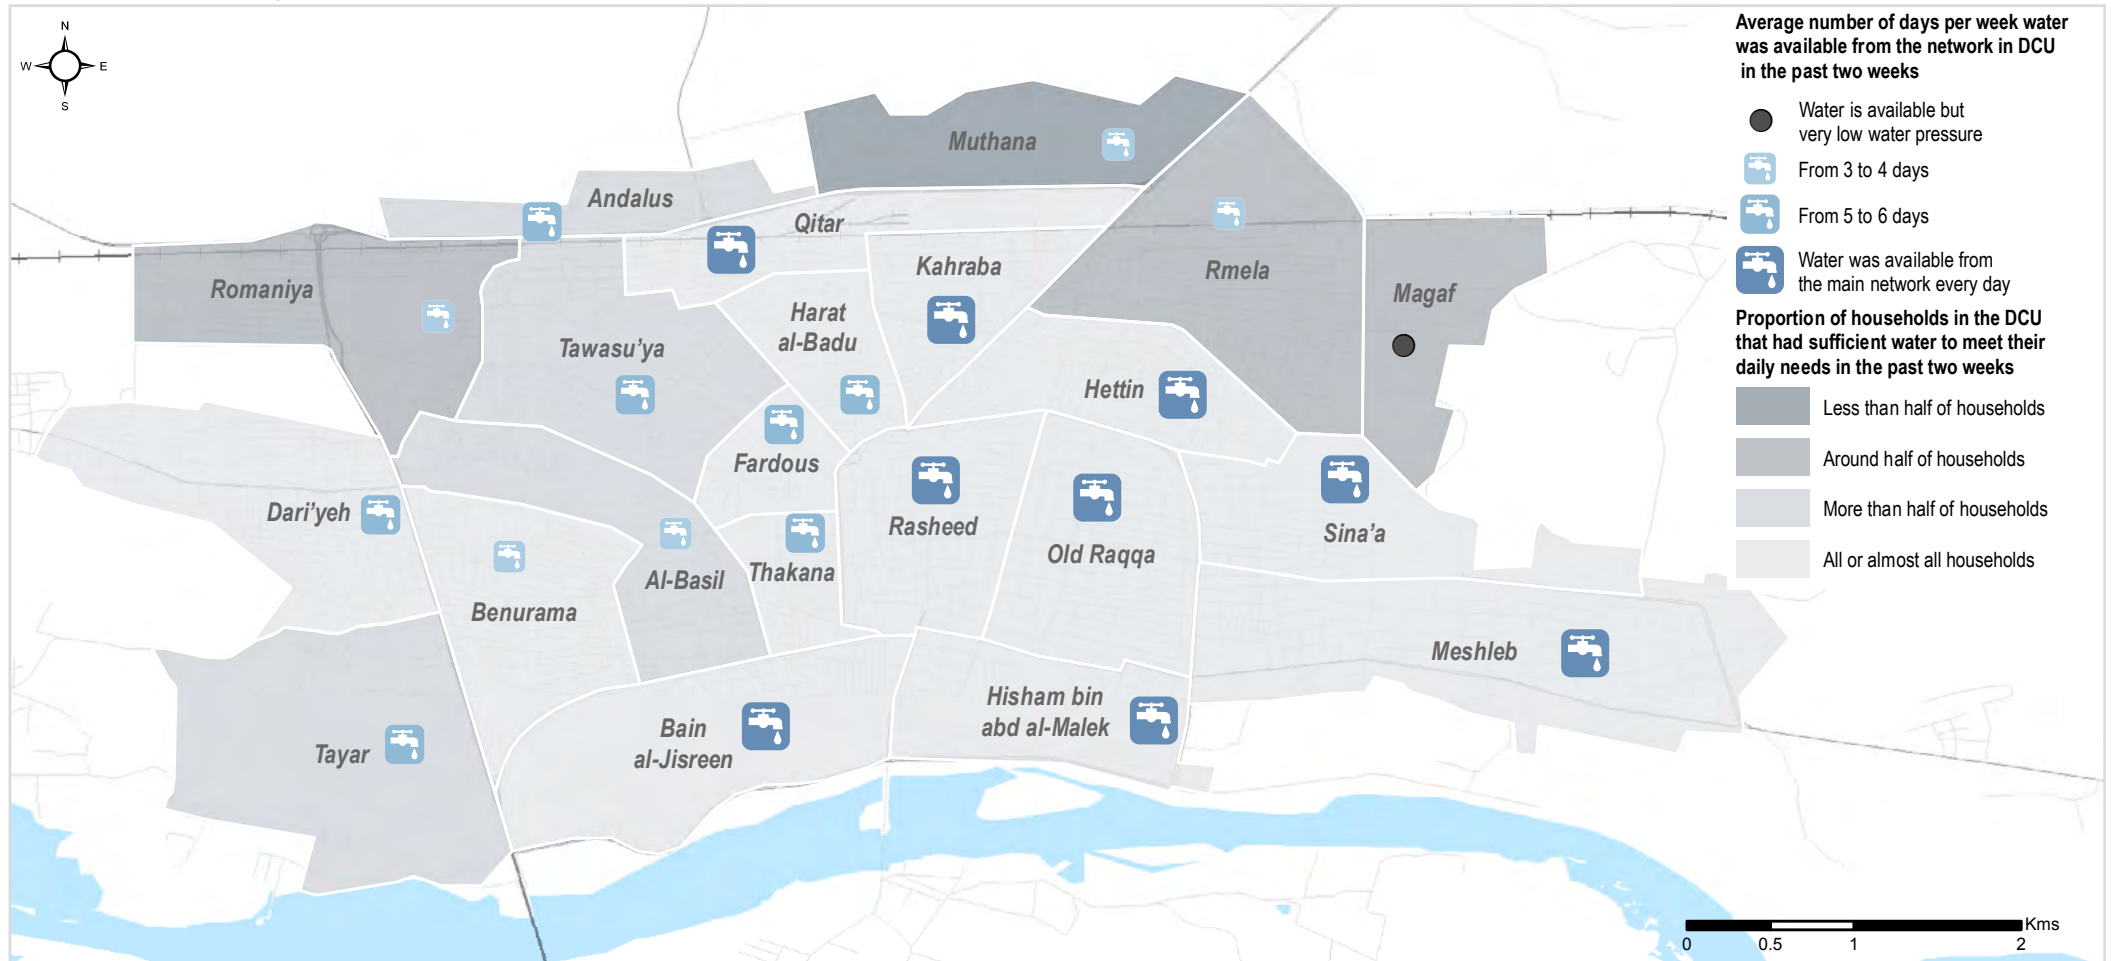 N
W
E
S
Average number of days per week water
was available from the network in DCU
in the past two weeks
Water is available but
very low water pressure
From 3 to 4 days
From 5 to 6 days
Water was available from
the main network every day
Proportion of households in the DCU
that had sufficient water to meet their
daily needs in the past two weeks
Less than half of households
Around half of households
More than half of households
All or almost all households
Muthana
Andalus
Qitar
Kahraba
Rmela
Magaf
Romaniya
Harat
al-Badu
Tawasu’ya
Hettin
Fardous
Dari’yeh
Rasheed
Sina’a
Old Raqqa
Thakana
Al-Basil
Benurama
Meshleb
Hisham bin
abd al-Malek
Bain
al-Jisreen
Tayar
Kms
0
0.5
1
2